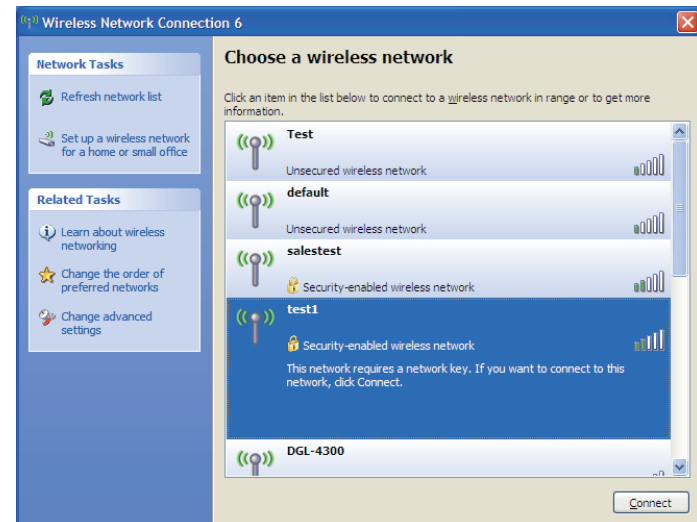 Wireless Network Connection 6
Network Tasks
Refresh network list
Set up a wireless network
for a home or small office
Related Tasks
Learn about wireless
networking
Change the order of
preferred networks
Change advanced
settings
Choose a wireless network
Click an item in the list below to connect to a wireless network in range or to get more
information.
Test
Unsecured wireless network
default
Unsecured wireless network
salestest
Security-enabled wireless network
test1
Security-enabled wireless network
This network requires a network key. If you want to connect to this
network, click Connect.
DGL-4300
Connect